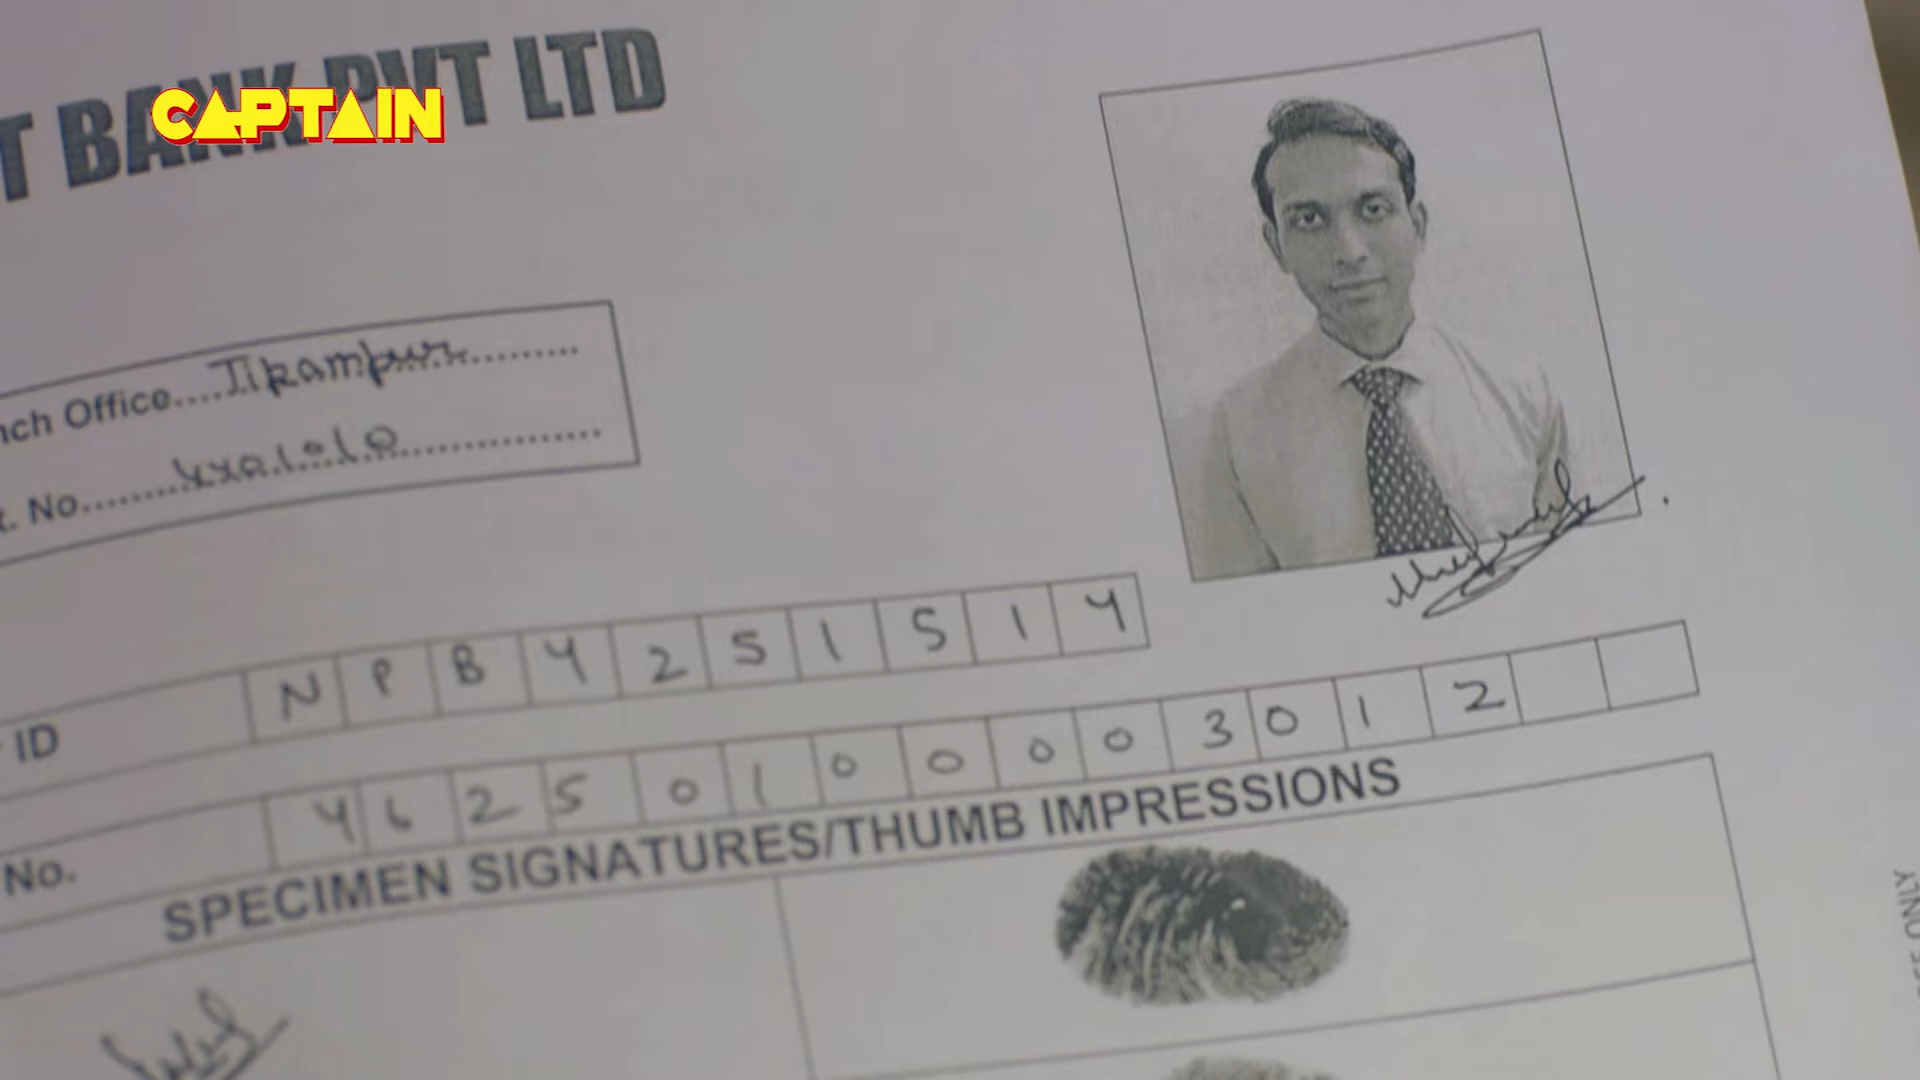 T BANK PVT LTD
CAPTAIN
nch Office....Tikampur.........
. No.........
ID N P B 4 2 5 1 5 1 4
No. 4 6 2 5 0 1 0 0 0 0 3 0 1 2
SPECIMEN SIGNATURES/THUMB IMPRESSIONS
ONLY